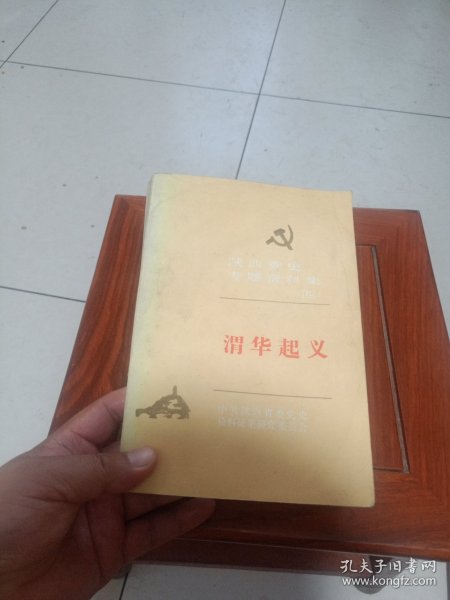 陕西党史
专题资料集
渭华起义
中共陕西省委党史
资料征集研究委员会
孔夫子旧书网
www.kongfz.com